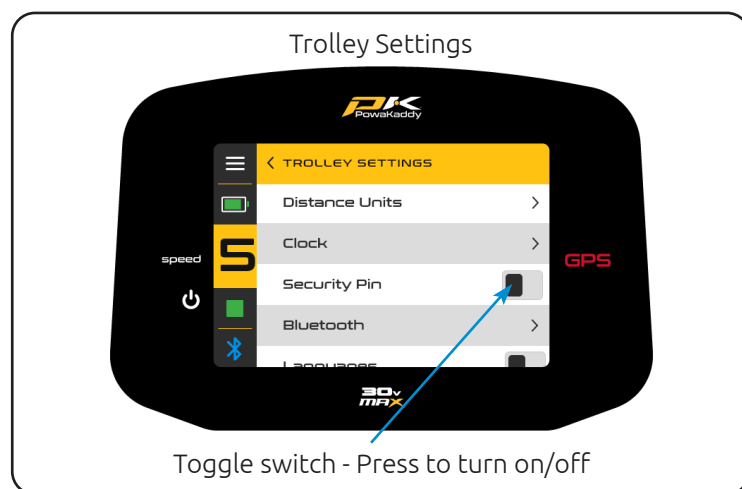 Trolley Settings
PowaKaddy
TROLLEY SETTINGS
Distance Units
Clock
speed
S
GPS
Security Pin
Bluetooth
Languages
30v
MAX
Toggle switch - Press to turn on/off